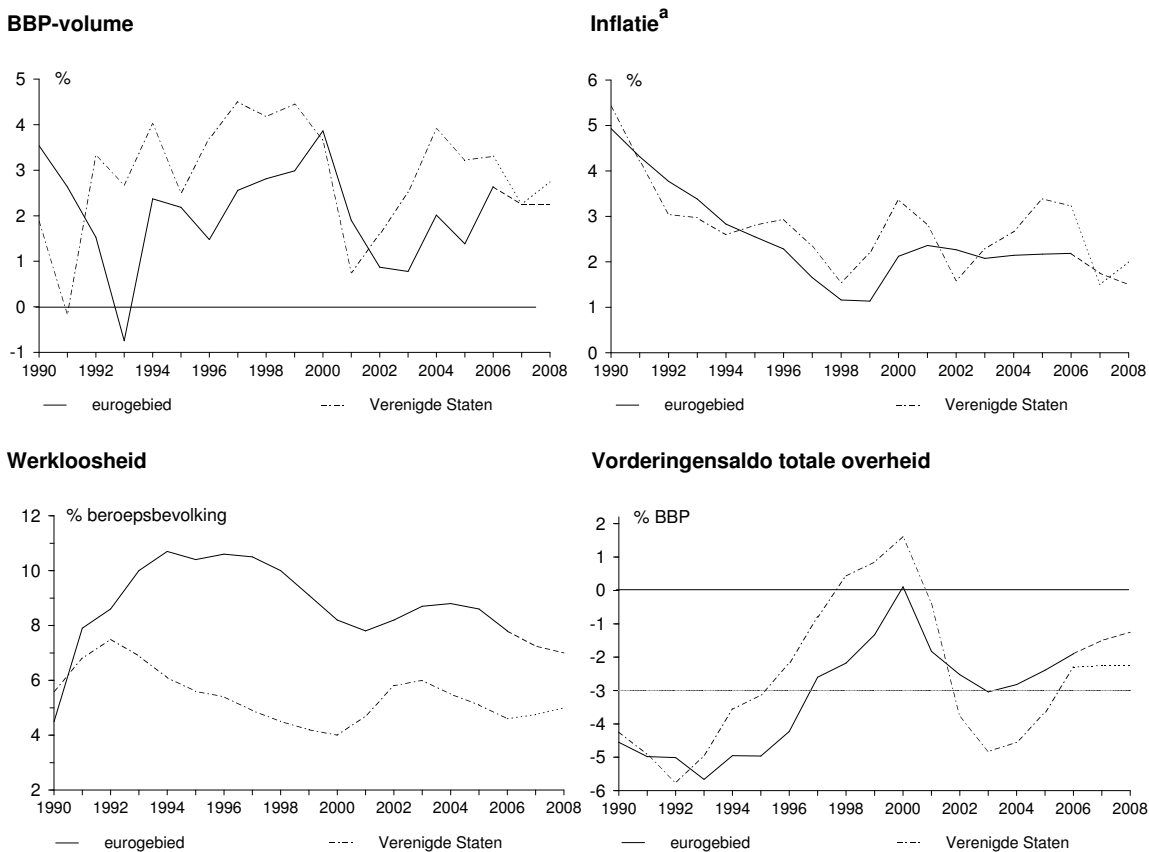 BBP-volume
%
5
4
3
2
1
0
-1
1990 1992 1994 1996 1998 2000 2002 2004 2006 2008
eurogebied Verenigde Staten
Inflatie^a
%
6
5
4
3
2
1
0
1990 1992 1994 1996 1998 2000 2002 2004 2006 2008
eurogebied Verenigde Staten
Werkloosheid
% beroepsbevolking
12
10
8
6
4
2
1990 1992 1994 1996 1998 2000 2002 2004 2006 2008
eurogebied Verenigde Staten
Vorderingensaldo totale overheid
% BBP
2
1
0
-1
-2
-3
-4
-5
-6
1990 1992 1994 1996 1998 2000 2002 2004 2006 2008
eurogebied Verenigde Staten